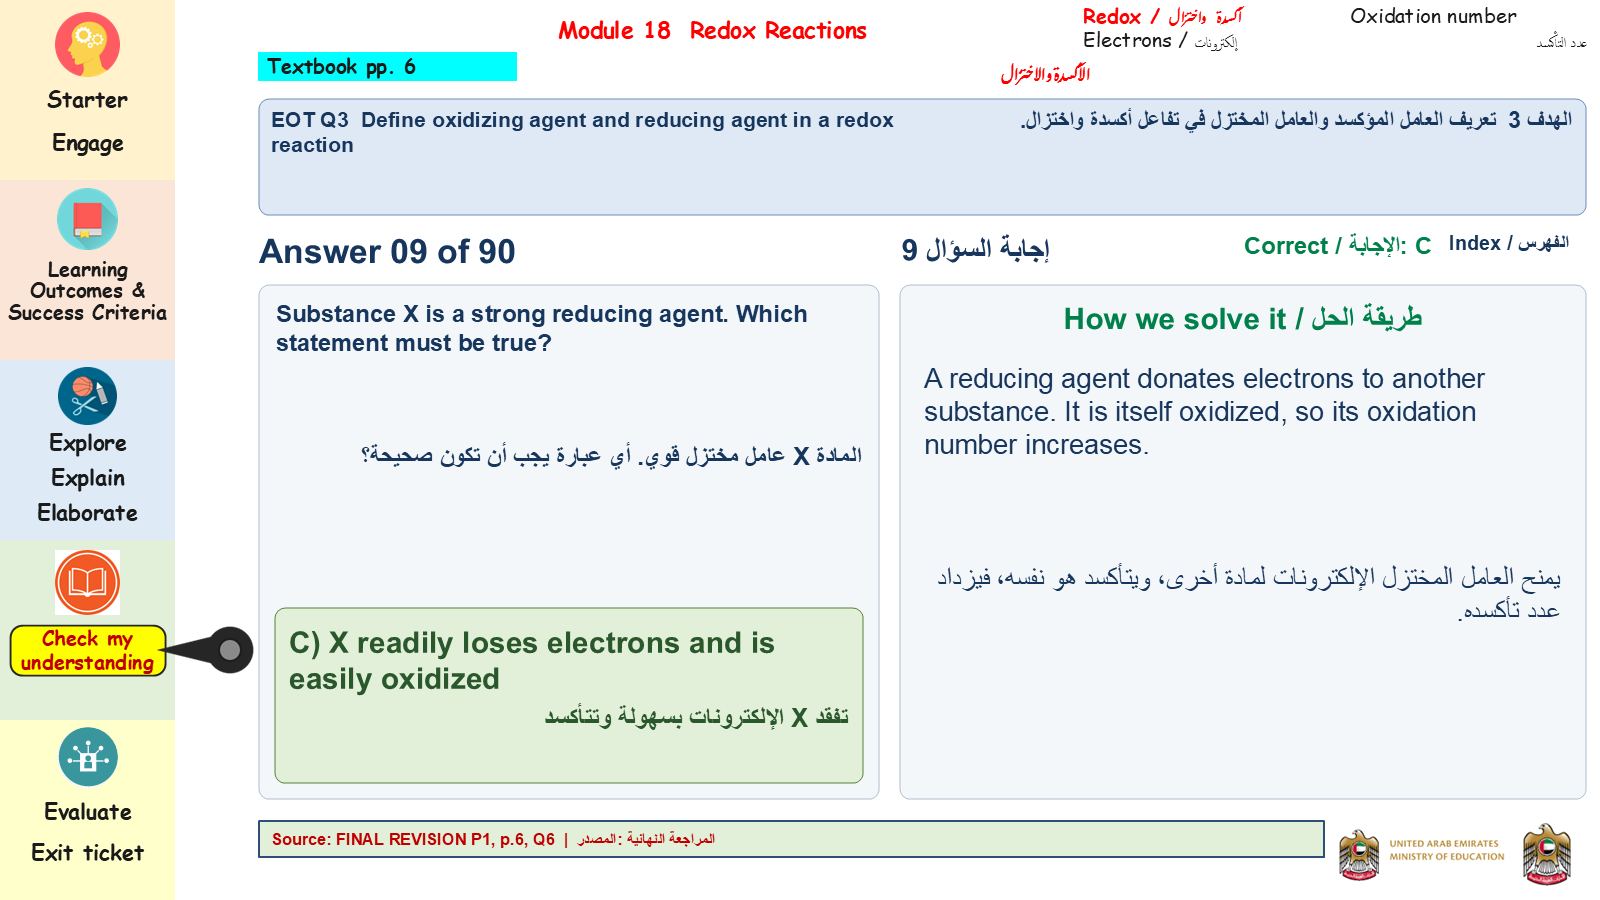 Starter
Engage
Learning
Outcomes &
Success Criteria
Explore
Explain
Elaborate
Check my
understanding
Evaluate
Exit ticket
Module 18 Redox Reactions
Redox / أكسدة واختزال
Electrons / إلكترونات
Oxidation number
عدد التأكسد
Textbook pp. 6
الأكسدة والاختزال
EOT Q3 Define oxidizing agent and reducing agent in a redox
reaction
الهدف 3 تعريف العامل المؤكسد والعامل المختزل في تفاعل أكسدة واختزال.
Answer 09 of 90
إجابة السؤال 9
Correct / الإجابة: C
Index / الفهرس
Substance X is a strong reducing agent. Which
statement must be true?
المادة X عامل مختزل قوي. أي عبارة يجب أن تكون صحيحة؟
C) X readily loses electrons and is
easily oxidized
تفقد X الإلكترونات بسهولة وتتأكسد
How we solve it / طريقة الحل
A reducing agent donates electrons to another
substance. It is itself oxidized, so its oxidation
number increases.
يمنح العامل المختزل الإلكترونات لمادة أخرى، ويتأكسد هو نفسه، فيزداد
عدد تأكسده.
Source: FINAL REVISION P1, p.6, Q6 | المراجعة النهائية :المصدر
UNITED ARAB EMIRATES
MINISTRY OF EDUCATION